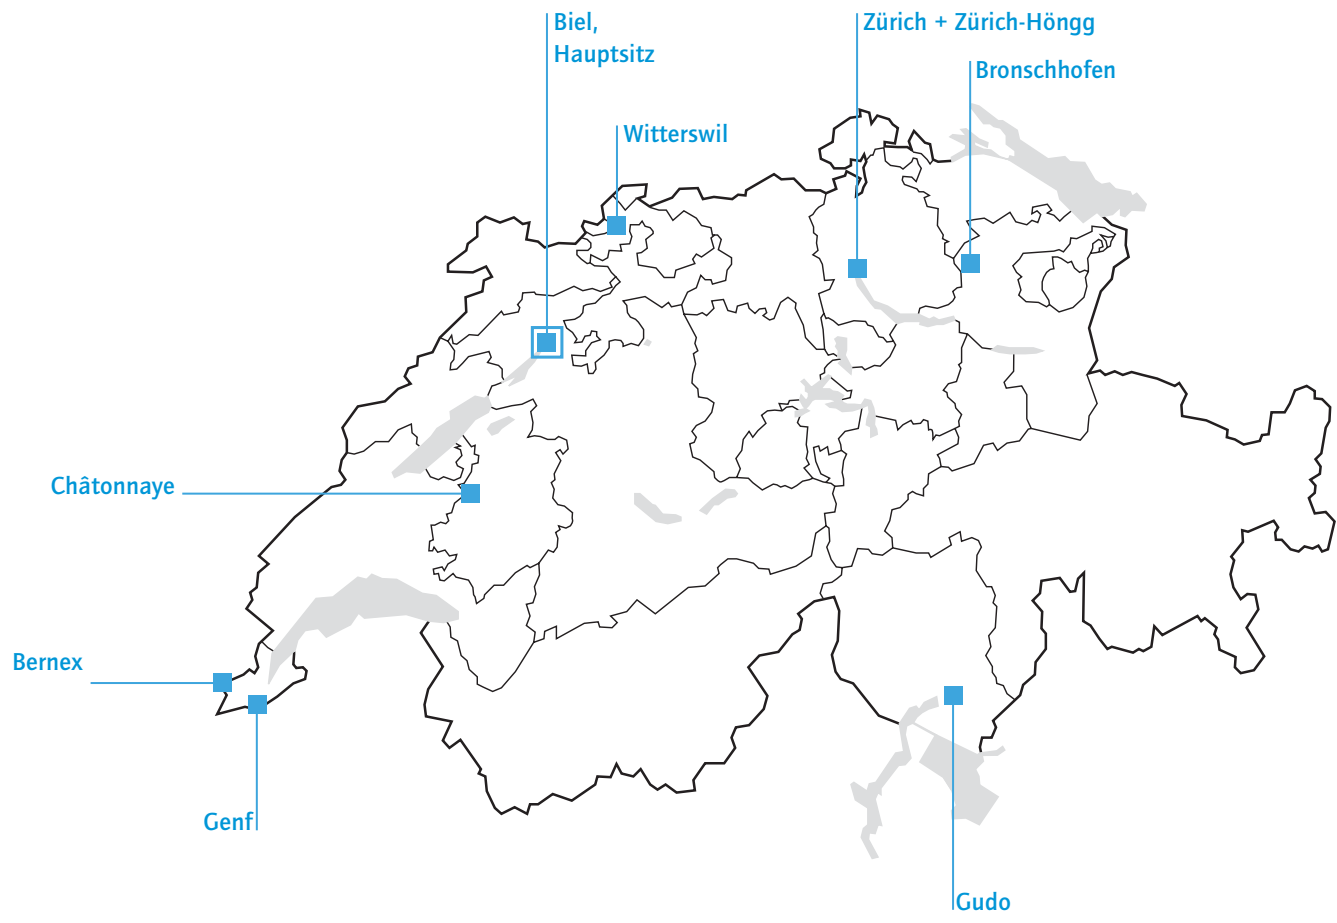 Biel,
Hauptsitz
Zürich + Zürich-Höngg
Bronschhofen
Witterswil
Châtonnaye
Bernex
Genf
Gudo